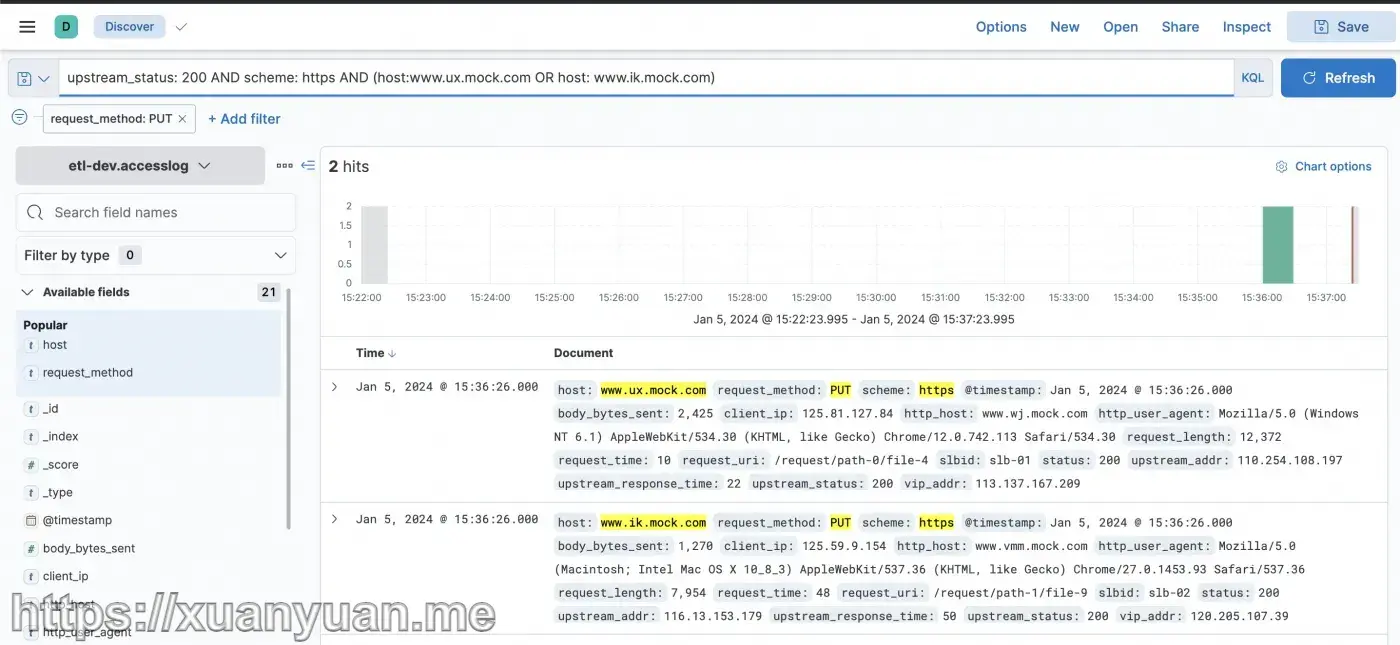 D Discover Options New Open Share Inspect Save
upstream_status: 200 AND scheme: https AND (host:www.ux.mock.com OR host: www.ik.mock.com) KQL Refresh
request_method: PUT × + Add filter
etl-dev.accesslog
2 hits
Chart options
Search field names
Filter by type 0
Available fields 21
Popular
t host
t request_method
t _id
t _index
# _score
t _type
@timestamp
# body_bytes_sent
t client_ip
t http_host
t http_user_agent
2
1.5
1
0.5
0
15:22:00 15:23:00 15:24:00 15:25:00 15:26:00 15:27:00 15:28:00 15:29:00 15:30:00 15:31:00 15:32:00 15:33:00 15:34:00 15:35:00 15:36:00 15:37:00
Jan 5, 2024 @ 15:22:23.995 - Jan 5, 2024 @ 15:37:23.995
Time Document
Jan 5, 2024 @ 15:36:26.000
host: www.ux.mock.com request_method: PUT scheme: https @timestamp: Jan 5, 2024 @ 15:36:26.000
body_bytes_sent: 2,425 client_ip: 125.81.127.84 http_host: www.wj.mock.com http_user_agent: Mozilla/5.0 (Windows
NT 6.1) AppleWebKit/534.30 (KHTML, like Gecko) Chrome/12.0.742.113 Safari/534.30 request_length: 12,372
request_time: 10 request_uri: /request/path-0/file-4 slbid: slb-01 status: 200 upstream_addr: 110.254.108.197
upstream_response_time: 22 upstream_status: 200 vip_addr: 113.137.167.209
Jan 5, 2024 @ 15:36:26.000
host: www.ik.mock.com request_method: PUT scheme: https @timestamp: Jan 5, 2024 @ 15:36:26.000
body_bytes_sent: 1,270 client_ip: 125.59.9.154 http_host: www.vmm.mock.com http_user_agent: Mozilla/5.0
(Macintosh; Intel Mac OS X 10_8_3) AppleWebKit/537.36 (KHTML, like Gecko) Chrome/27.0.1453.93 Safari/537.36
request_length: 7,954 request_time: 48 request_uri: /request/path-1/file-9 slbid: slb-02 status: 200
upstream_addr: 116.13.153.179 upstream_response_time: 50 upstream_status: 200 vip_addr: 120.205.107.39
https://xuanyuan.me